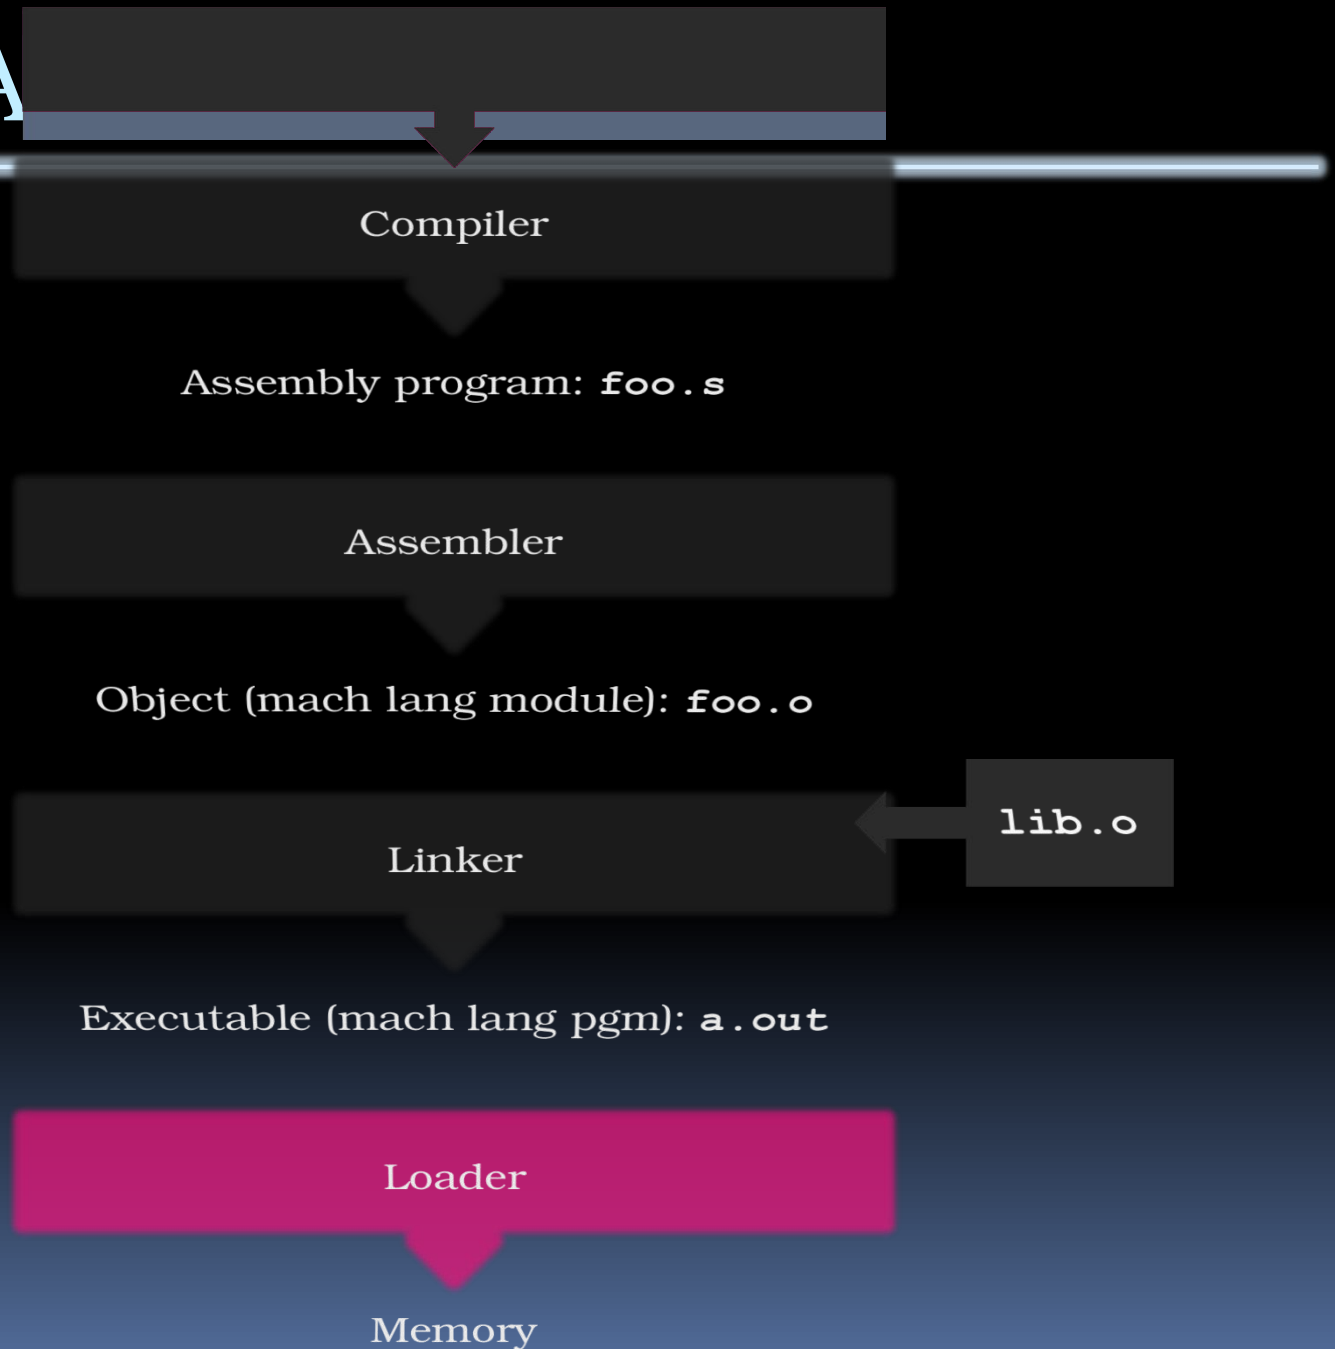 A
Compiler
Assembly program: foo.s
Assembler
Object (mach lang module): foo.o
lib.o
Linker
Executable (mach lang pgm): a.out
Loader
Memory